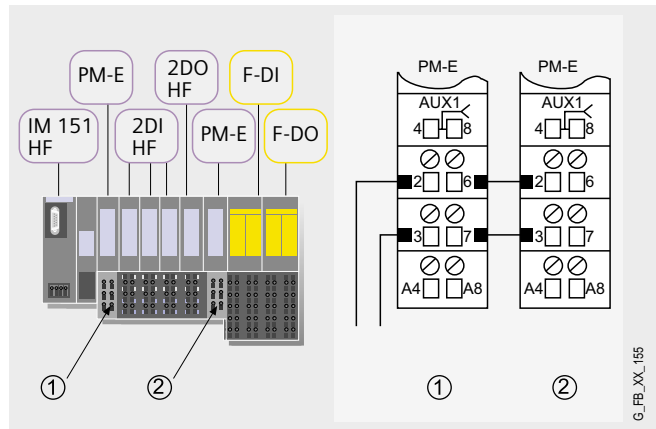 PM-E
2DO
HF
F-DI
IM 151
HF
2DI
HF
PM-E
F-DO
1
2
PM-E
AUX1
4 8
2 6
3 7
A4 A8
1
PM-E
AUX1
4 8
2 6
3 7
A4 A8
2
G_FB_XX_155